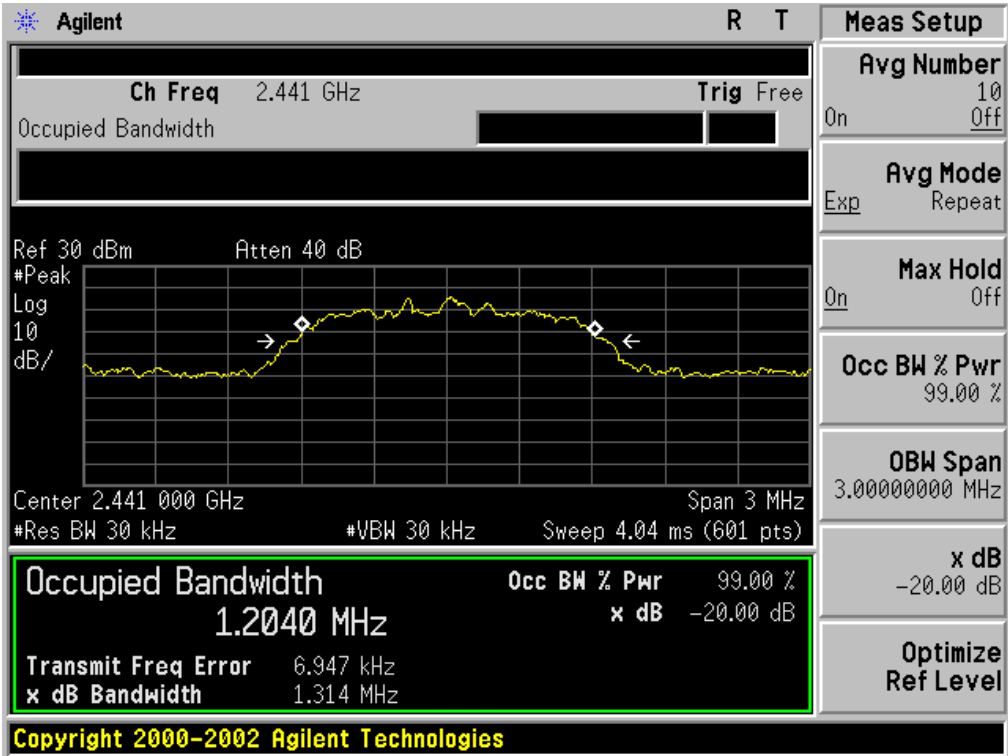 Agilent R T
Ch Freq 2.441 GHz Trig Free
Occupied Bandwidth
Ref 30 dBm Atten 40 dB
#Peak
Log
10
dB/
Center 2.441 000 GHz Span 3 MHz
#Res BW 30 kHz #VBW 30 kHz Sweep 4.04 ms (601 pts)
Occupied Bandwidth Occ BW % Pwr 99.00 %
1.2040 MHz x dB -20.00 dB
Transmit Freq Error 6.947 kHz
x dB Bandwidth 1.314 MHz
Copyright 2000-2002 Agilent Technologies
Meas Setup
Avg Number
10
On Off
Avg Mode
Exp Repeat
Max Hold
On Off
Occ BW % Pwr
99.00 %
OBW Span
3.00000000 MHz
x dB
-20.00 dB
Optimize
Ref Level